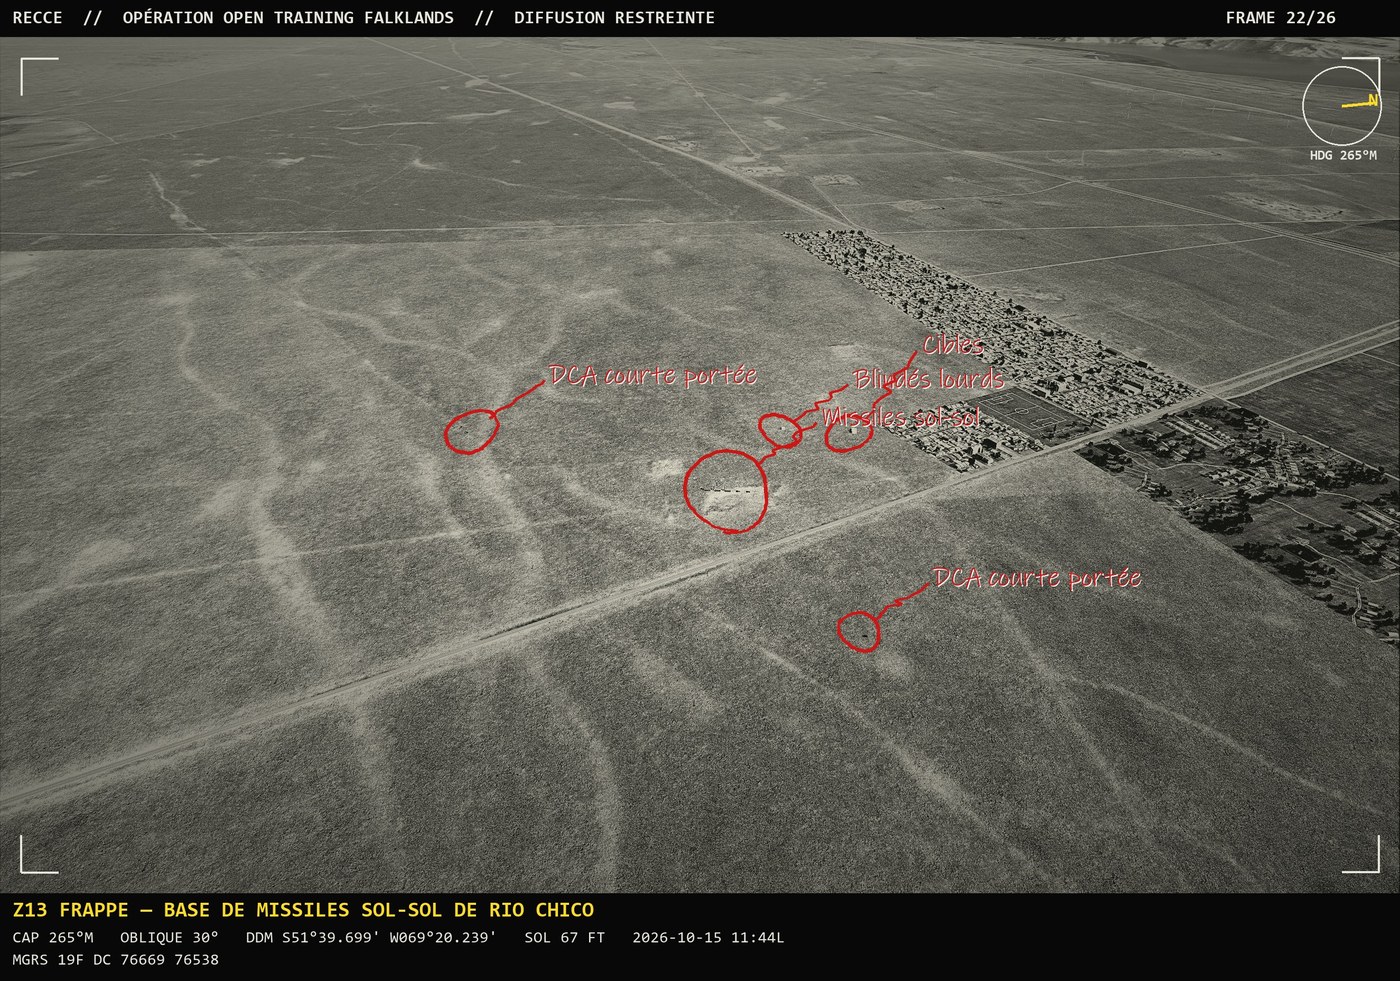 RECCE // OPÉRATION OPEN TRAINING FALKLANDS // DIFFUSION RESTREINTE
FRAME 22/26
N
HDG 265°M
Cibles
DCA courte portée
Blindés lourds
Missiles sol-sol
DCA courte portée
Z13 FRAPPE — BASE DE MISSILES SOL-SOL DE RIO CHICO
CAP 265°M OBLIQUE 30° DDM S51°39.699' W069°20.239' SOL 67 FT 2026-10-15 11:44L
MGRS 19F DC 76669 76538